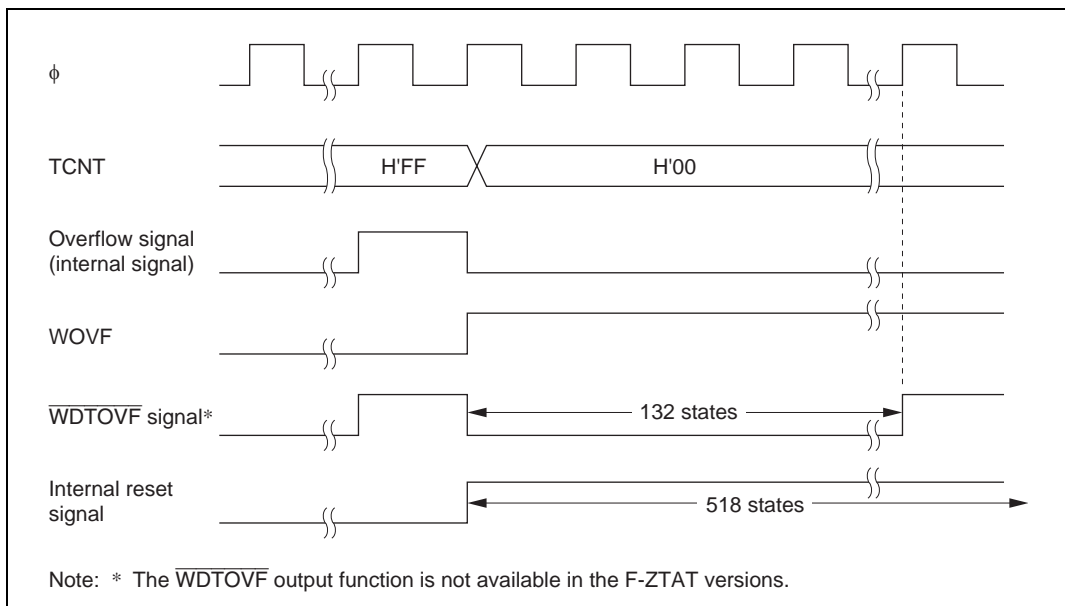 ϕ
TCNT
H'FF
H'00
Overflow signal
(internal signal)
WOVF
WDTOVF signal*
132 states
Internal reset
signal
518 states
Note: * The WDTOVF output function is not available in the F-ZTAT versions.